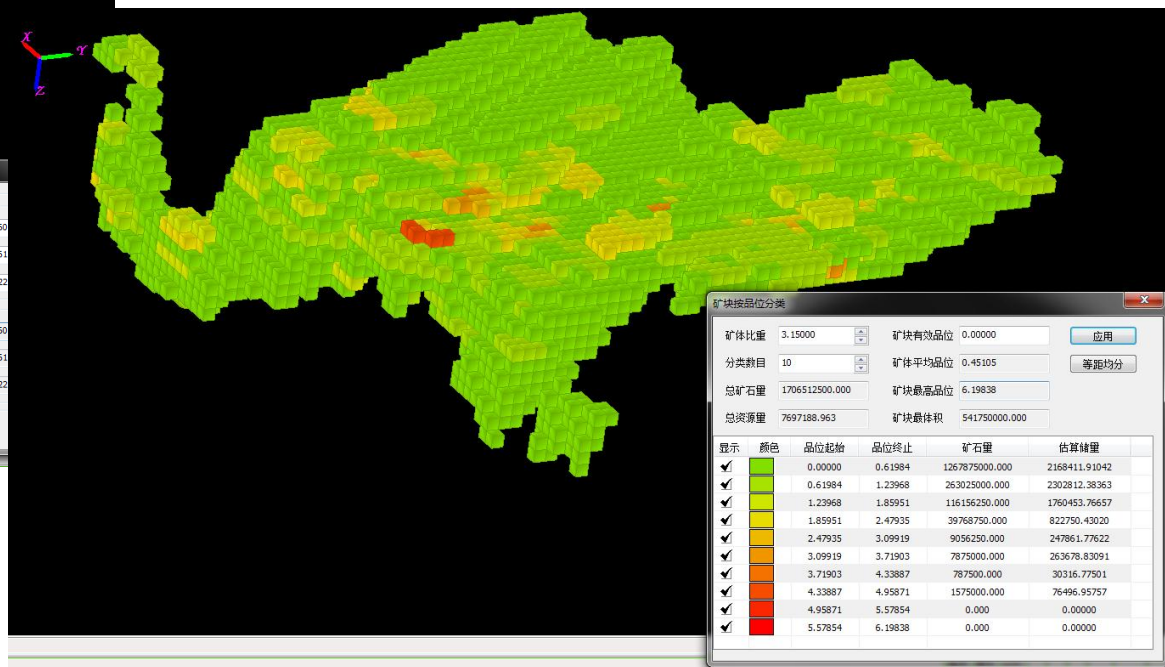 X
Y
Z
50
51
22
50
51
22
矿块按品位分类
矿体比重 3.15000 矿块有效品位 0.00000 应用
分类数目 10 矿体平均品位 0.45105 等距均分
总矿石量 1706512500.000 矿块最高品位 6.19838
总资源量 7697188.963 矿块最体积 541750000.000
显示 颜色 品位起始 品位终止 矿石量 估算储量
0.00000 0.61984 1267875000.000 2168411.91042
0.61984 1.23968 263025000.000 2302812.38363
1.23968 1.85951 116156250.000 1760453.76657
1.85951 2.47935 39768750.000 822750.43020
2.47935 3.09919 9056250.000 247861.77622
3.09919 3.71903 7875000.000 263678.83091
3.71903 4.33887 787500.000 30316.77501
4.33887 4.95871 1575000.000 76496.95757
4.95871 5.57854 0.000 0.00000
5.57854 6.19838 0.000 0.00000